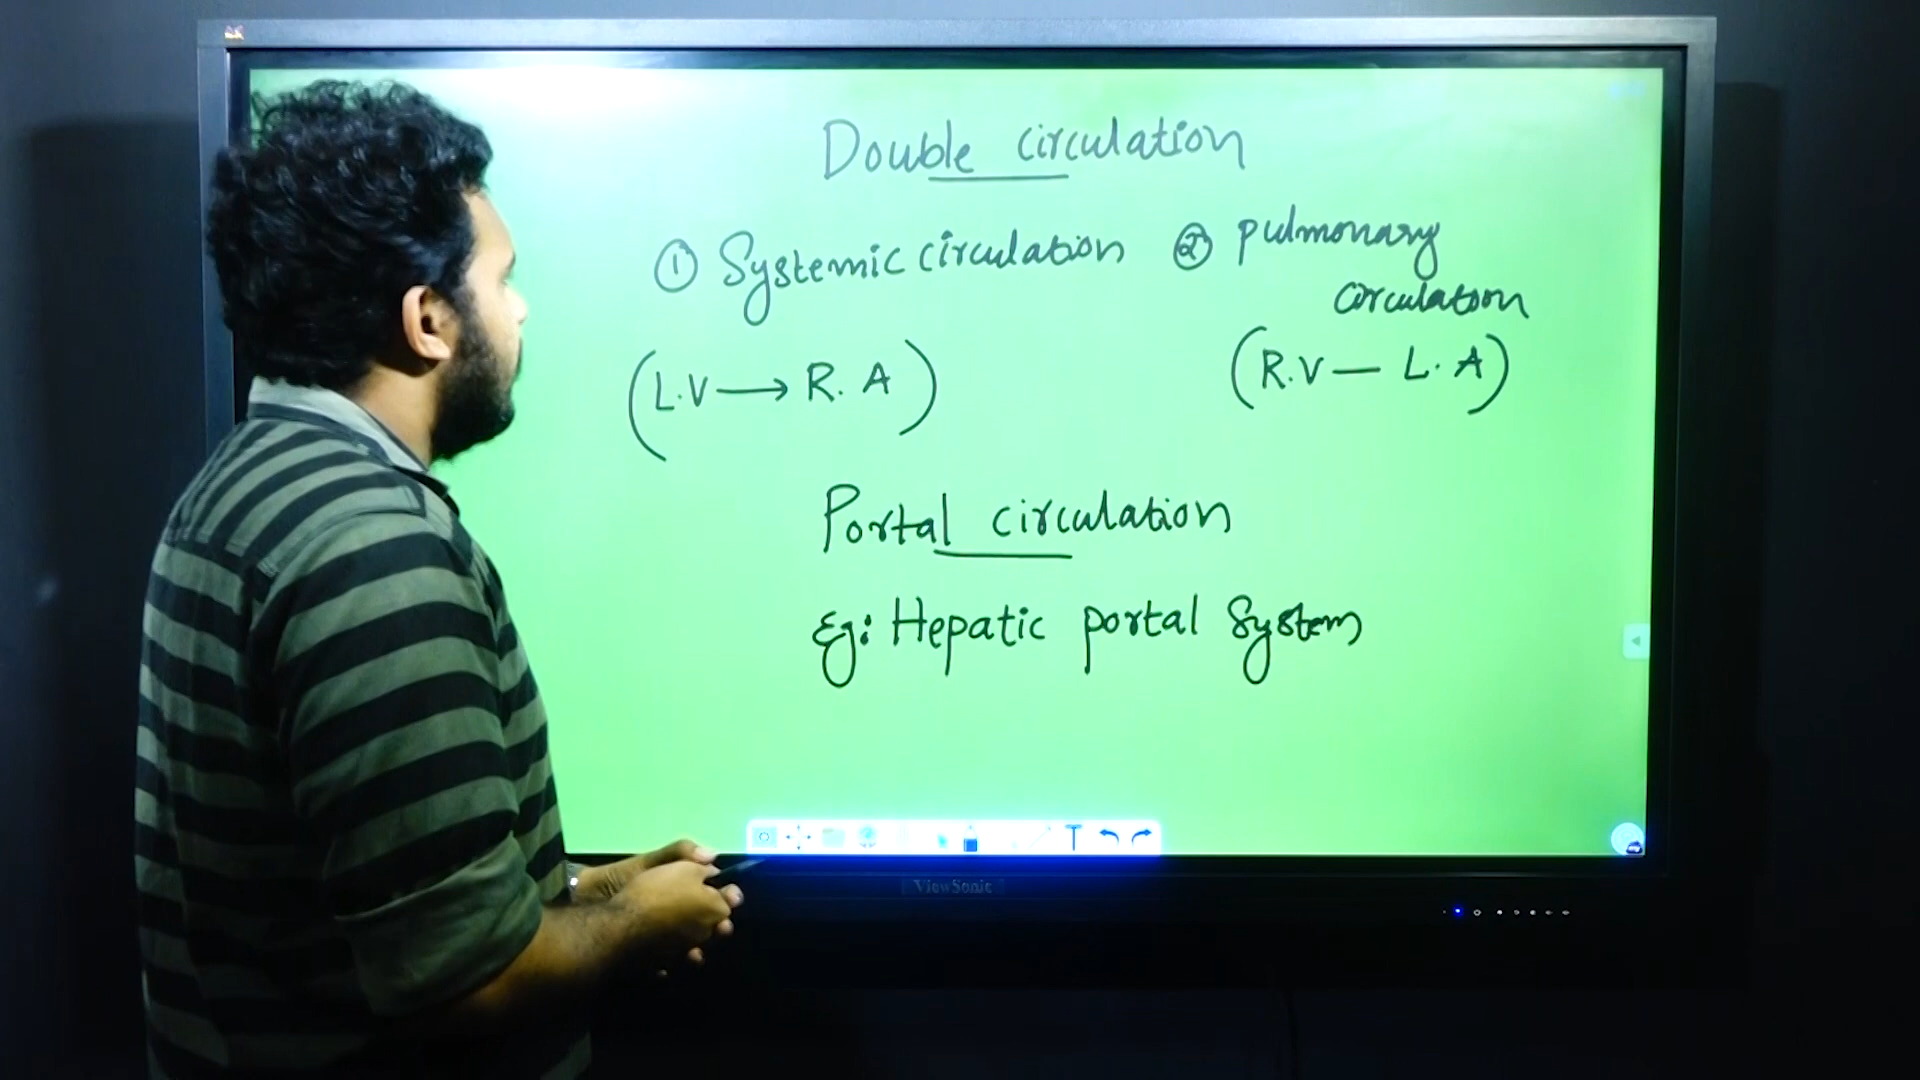 Double circulation
① Systemic circulation ② pulmonary
circulation
(L.V → R. A) (R.V — L. A)
Portal circulation
Eg: Hepatic portal System
ViewSonic